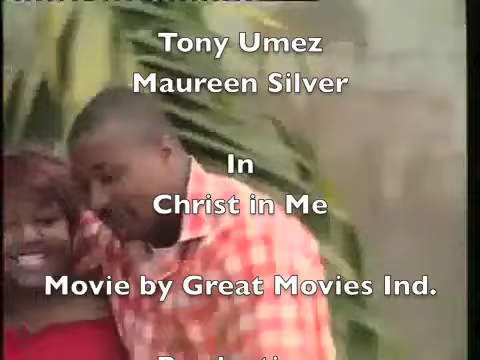 Tony Umez
Maureen Silver
In
Christ in Me
Movie by Great Movies Ind.